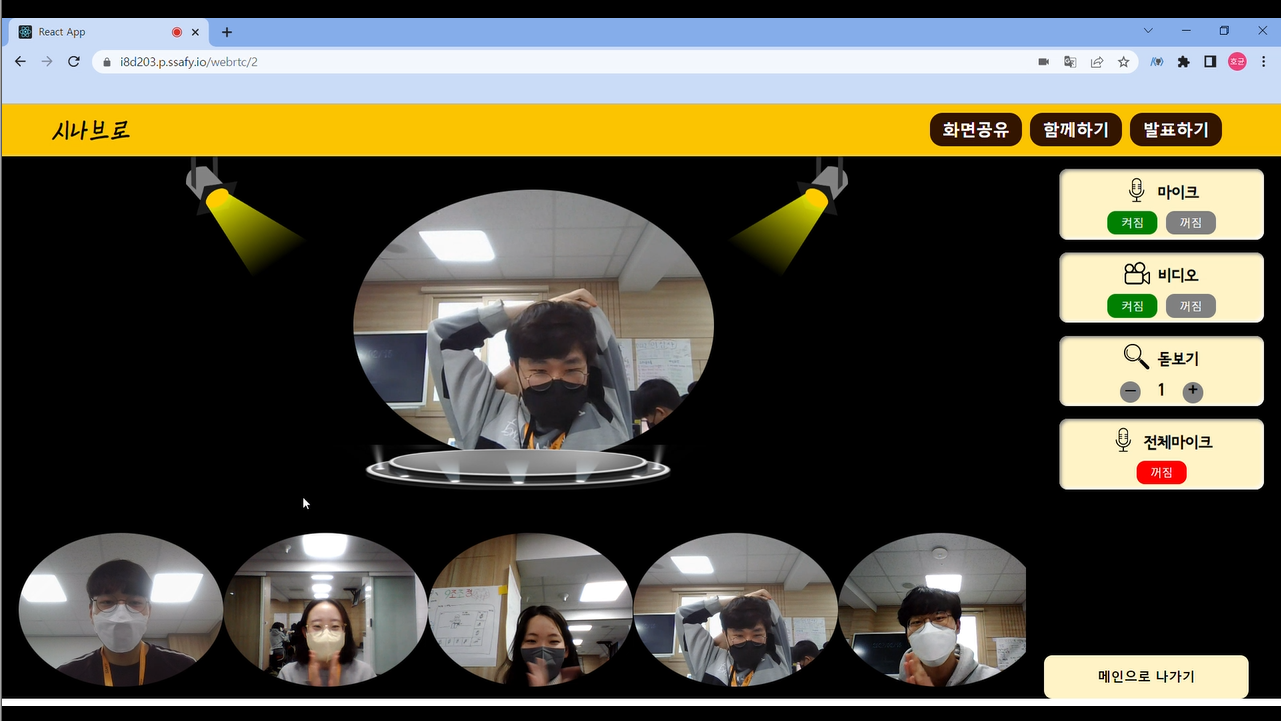 React App
i8d203.p.ssafy.io/webrtc/2
호균
시나브로
화면공유 함께하기 발표하기
마이크
켜짐 꺼짐
비디오
켜짐 꺼짐
돋보기
1
전체마이크
꺼짐
메인으로 나가기